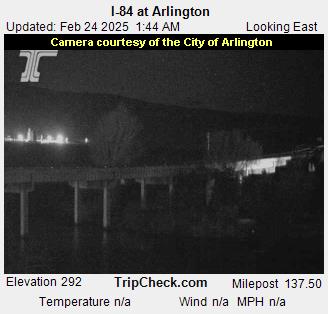 I-84 at Arlington
Updated: Feb 24 2025 1:44 AM Looking East
Camera courtesy of the City of Arlington
Elevation 292 TripCheck.com Milepost 137.50
Temperature n/a Wind n/a MPH n/a